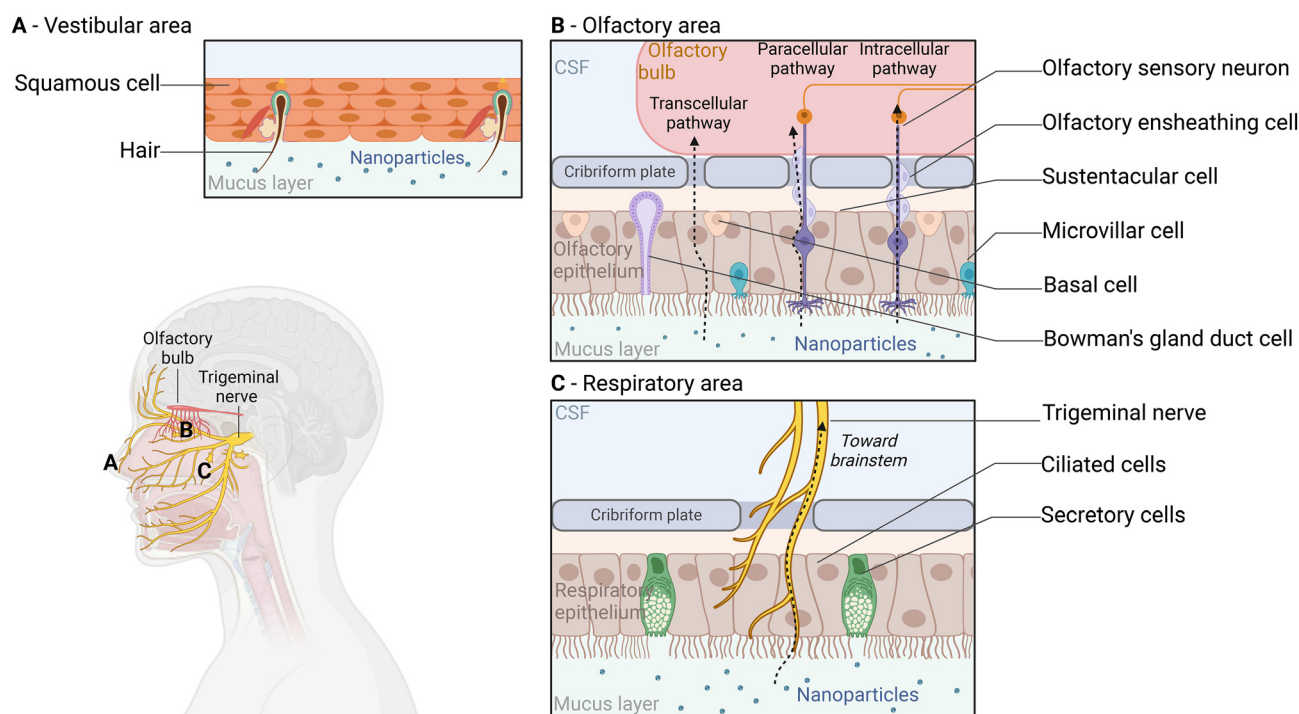 A - Vestibular area
Squamous cell
Hair
Nanoparticles
Mucus layer
Olfactory
bulb
Trigeminal
nerve
A
B
C
B - Olfactory area
CSF
Olfactory
bulb
Paracellular
pathway
Intracellular
pathway
Transcellular
pathway
Cribriform plate
Olfactory
epithelium
Mucus layer
Nanoparticles
Olfactory sensory neuron
Olfactory ensheathing cell
Sustentacular cell
Microvillar cell
Basal cell
Bowman's gland duct cell
C - Respiratory area
CSF
Toward
brainstem
Cribriform plate
Respiratory
epithelium
Mucus layer
Nanoparticles
Trigeminal nerve
Ciliated cells
Secretory cells